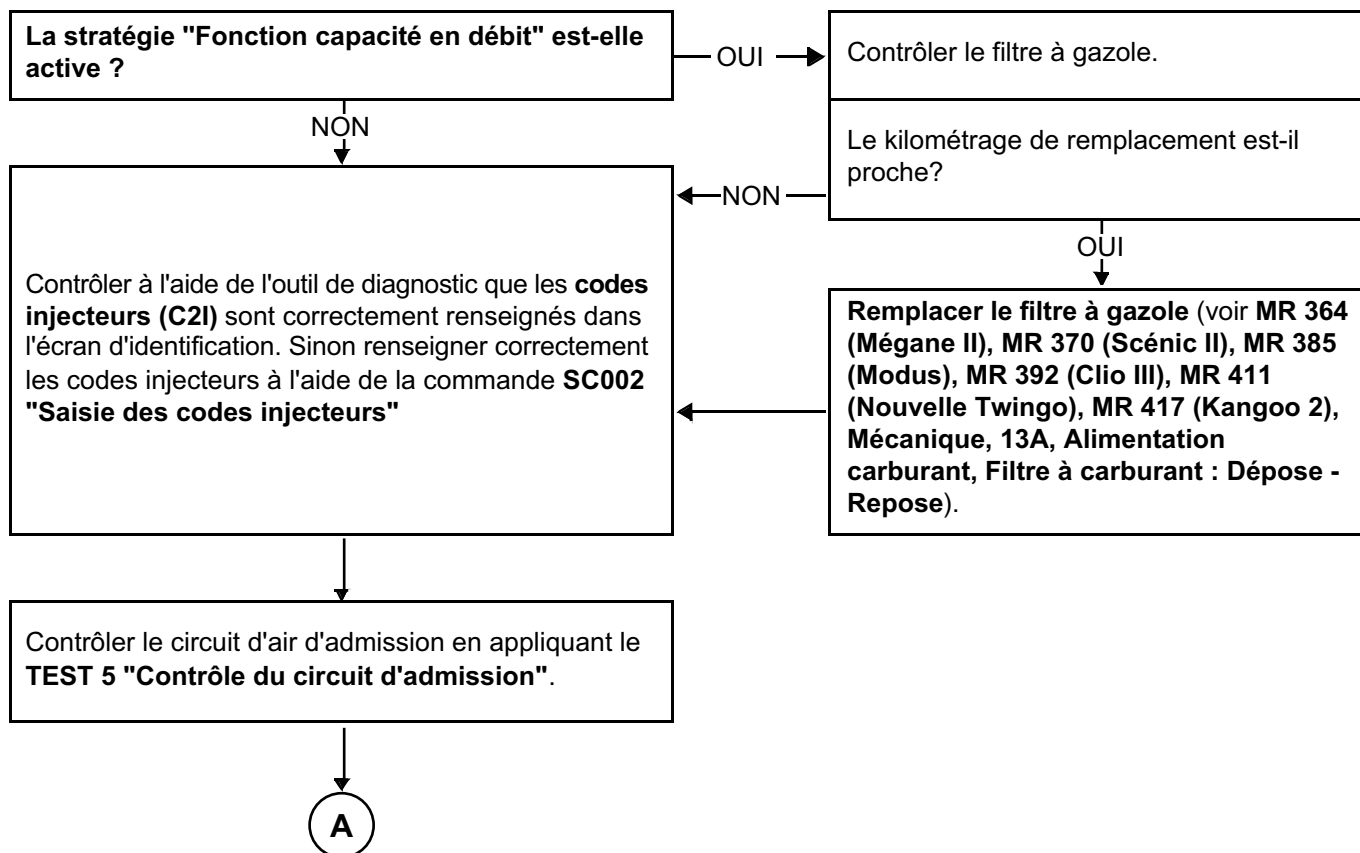 La stratégie "Fonction capacité en débit" est-elle
active ?
OUI
Contrôler le filtre à gazole.
Le kilométrage de remplacement est-il
proche?
NON
NON
OUI
Contrôler à l'aide de l'outil de diagnostic que les codes
injecteurs (C2I) sont correctement renseignés dans
l'écran d'identification. Sinon renseigner correctement
les codes injecteurs à l'aide de la commande SC002
"Saisie des codes injecteurs"
Remplacer le filtre à gazole (voir MR 364
(Mégane II), MR 370 (Scénic II), MR 385
(Modus), MR 392 (Clio III), MR 411
(Nouvelle Twingo), MR 417 (Kangoo 2),
Mécanique, 13A, Alimentation
carburant, Filtre à carburant : Dépose -
Repose).
Contrôler le circuit d'air d'admission en appliquant le
TEST 5 "Contrôle du circuit d'admission".
A